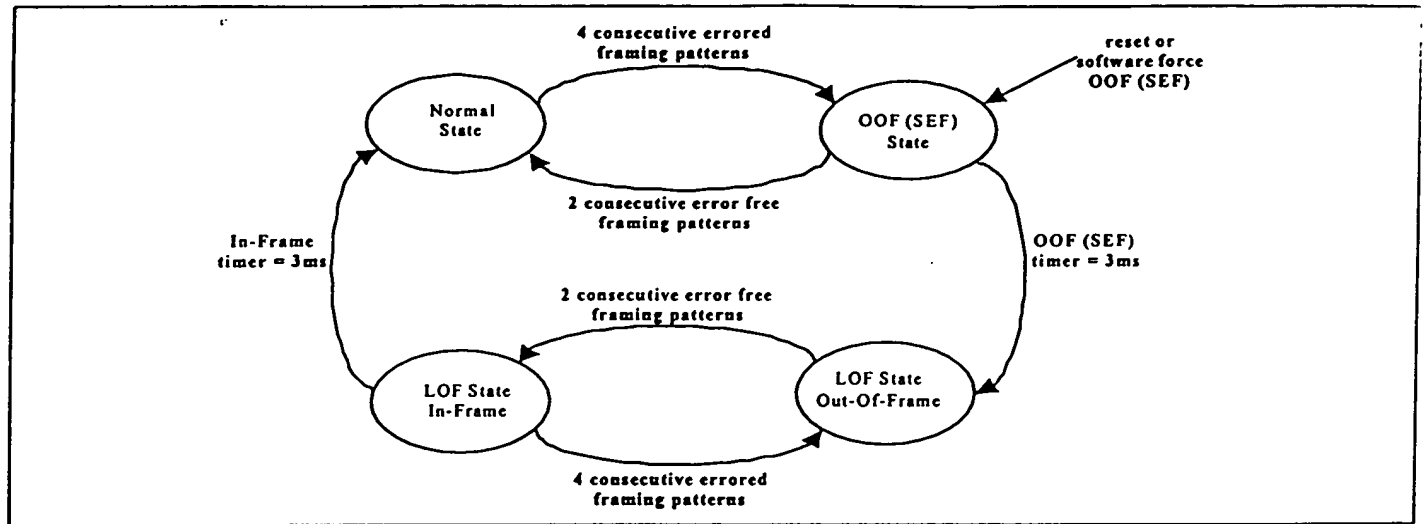 4 consecutive errored
framing patterns
reset or
software force
OOF (SEF)
Normal
State
OOF (SEF)
State
2 consecutive error free
framing patterns
In-Frame
timer = 3ms
OOF (SEF)
timer = 3ms
2 consecutive error free
framing patterns
LOF State
In-Frame
LOF State
Out-Of-Frame
4 consecutive errored
framing patterns